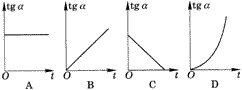 tg α tg α tg α tg α
O t O t O t O t
A B C D